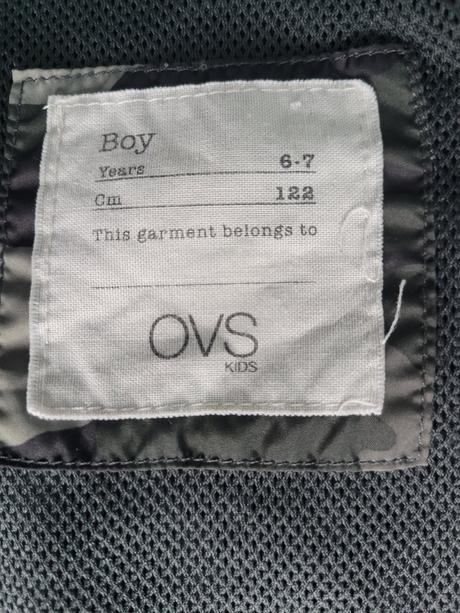 Boy
Years 6-7
Cm 122
This garment belongs to
OVS
KIDS